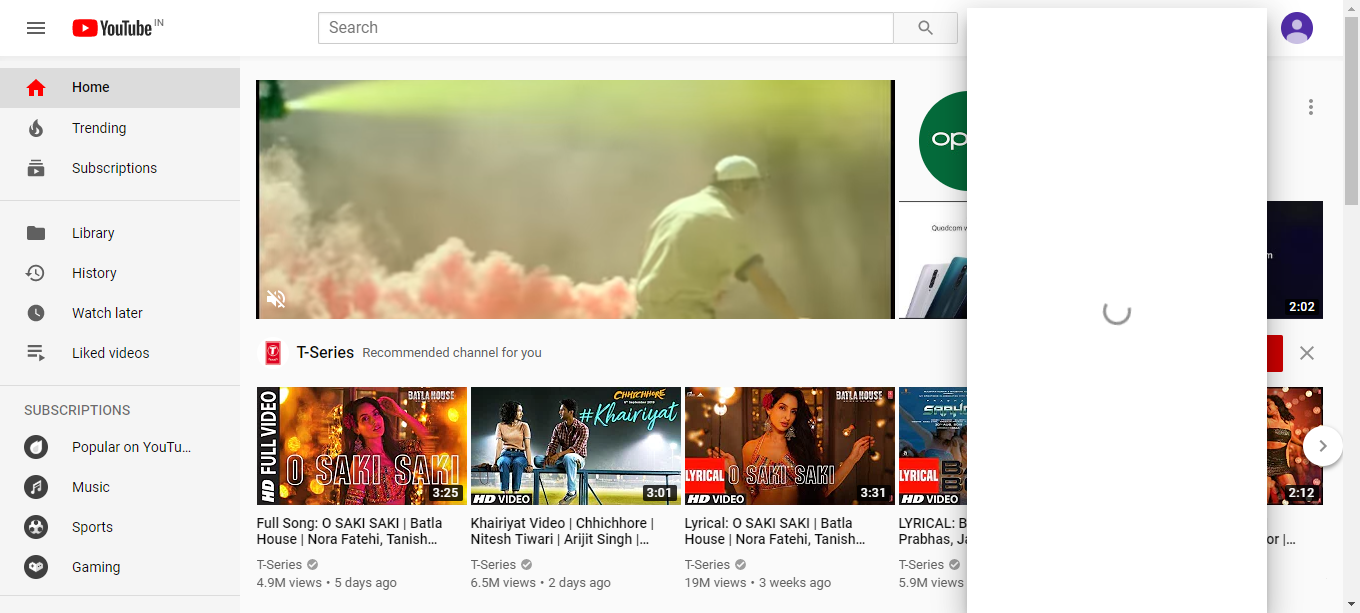 YouTube IN
Search
Home
Trending
Subscriptions
Library
History
Watch later
Liked videos
SUBSCRIPTIONS
Popular on YouTu...
Music
Sports
Gaming
op
Quadcam w
m
2:02
T-Series Recommended channel for you
HD FULL VIDEO
BATLA HOUSE
O SAKI SAKI
3:25
CHHICHHORE
#Khairiyat
HD VIDEO
3:01
BATLA HOUSE
LYRICAL
O SAKI SAKI
HD VIDEO
3:31
SAAHO
LYRICAL
HD VIDEO
2:12
Full Song: O SAKI SAKI | Batla
House | Nora Fatehi, Tanish...
T-Series
4.9M views • 5 days ago
Khairiyat Video | Chhichhore |
Nitesh Tiwari | Arijit Singh |...
T-Series
6.5M views • 2 days ago
Lyrical: O SAKI SAKI | Batla
House | Nora Fatehi, Tanish...
T-Series
19M views • 3 weeks ago
LYRICAL: B
Prabhas, Ja
T-Series
5.9M views
or |...